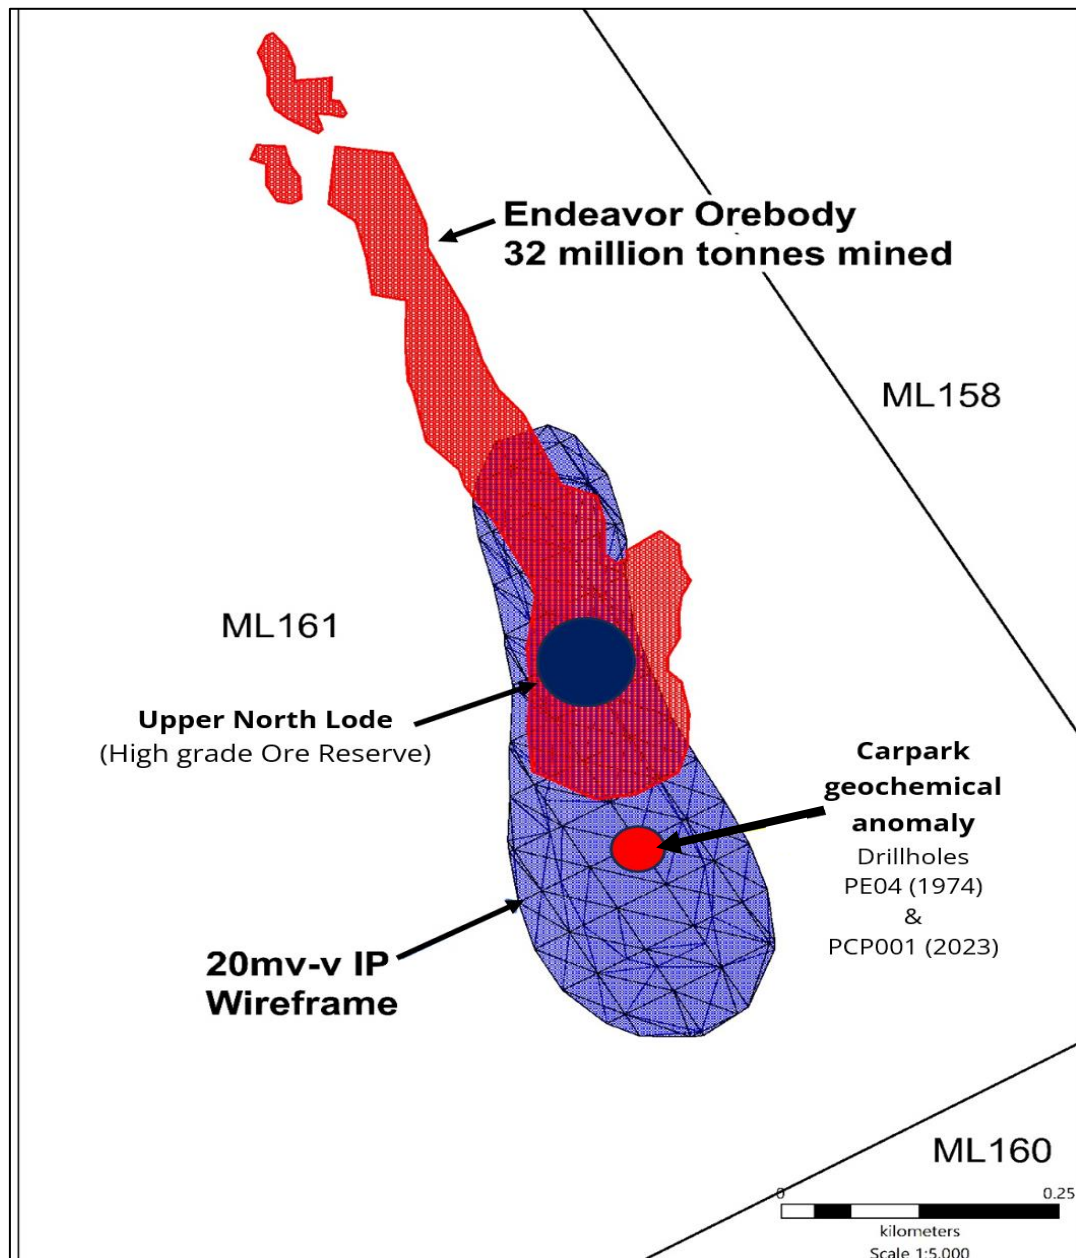 Endeavor Orebody
32 million tonnes mined
ML158
ML161
Upper North Lode
(High grade Ore Reserve)
Carpark
geochemical
anomaly
Drillholes
PE04 (1974)
&
PCP001 (2023)
20mv-v IP
Wireframe
ML160
0 0.25
kilometers
Scale 1:5,000